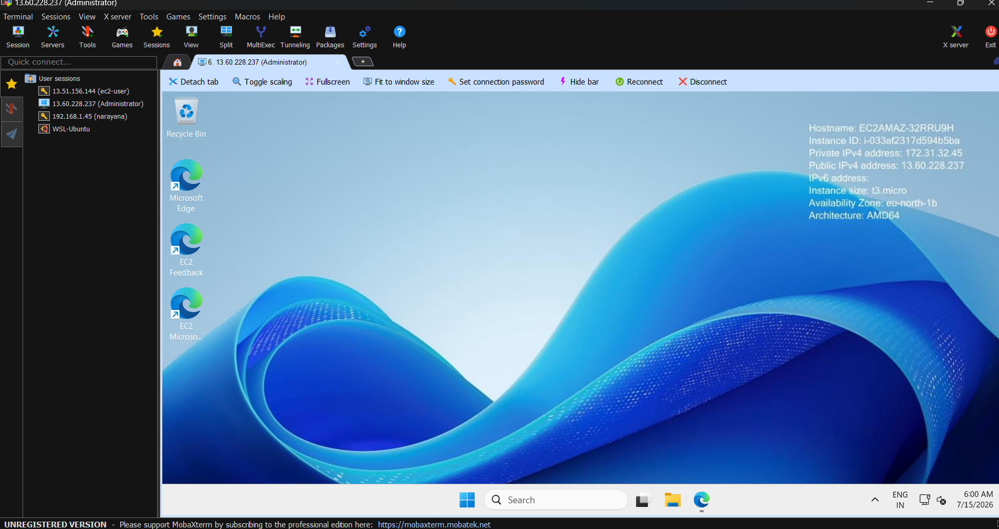 13.60.228.237 (Administrator)
Terminal Sessions View X server Tools Games Settings Macros Help
Session Servers Tools Games Sessions View Split MultiExec Tunneling Packages Settings Help X server Exit
Quick connect...
6. 13.60.228.237 (Administrator)
User sessions
13.51.156.144 (ec2-user)
13.60.228.237 (Administrator)
192.168.1.45 (narayana)
WSL-Ubuntu
Detach tab Toggle scaling Fullscreen Fit to window size Set connection password Hide bar Reconnect Disconnect
Recycle Bin
Microsoft
Edge
EC2
Feedback
EC2
Microso...
Hostname: EC2AMAZ-32RRU9H
Instance ID: i-033af2317d594b5ba
Private IPv4 address: 172.31.32.45
Public IPv4 address: 13.60.228.237
IPv6 address:
Instance size: t3.micro
Availability Zone: eu-north-1b
Architecture: AMD64
Search
ENG
IN
6:00 AM
7/15/2026
UNREGISTERED VERSION - Please support MobaXterm by subscribing to the professional edition here: https://mobaxterm.mobatek.net